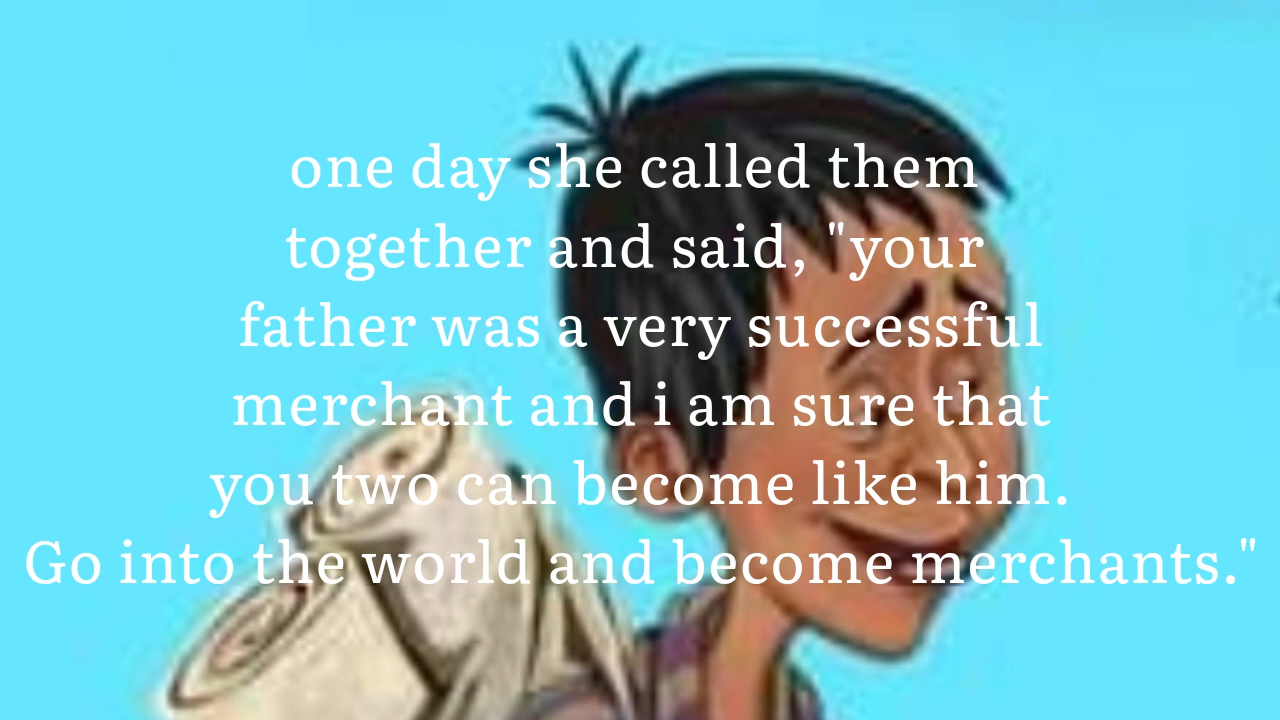 one day she called them
together and said, "your
father was a very successful
merchant and i am sure that
you two can become like him.
Go into the world and become merchants."